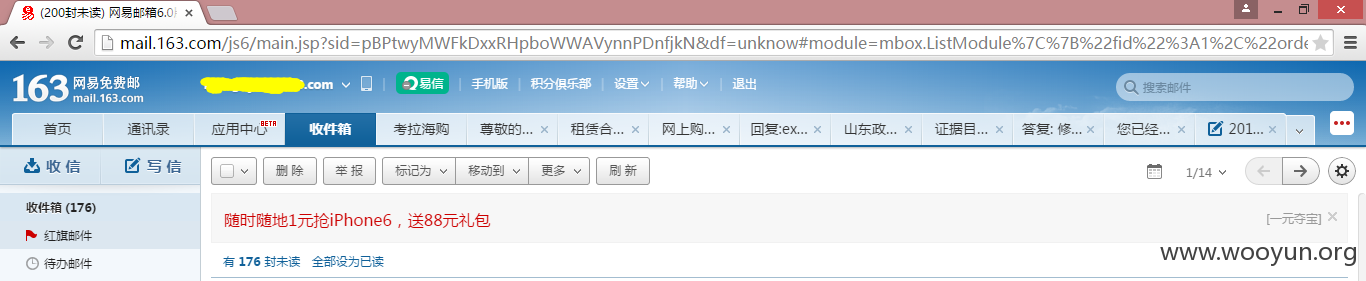 (200封未读) 网易邮箱6.0
mail.163.com/js6/main.jsp?sid=pBPtwyMWFkDxxRHpboWWAVynnPDnfjkN&df=unknow#module=mbox.ListModule%7C%7B%22fid%22%3A1%2C%22orde
163 网易免费邮 mail.163.com
.com 易信 手机版 积分俱乐部 设置 帮助 退出
搜索邮件
首页 通讯录 应用中心 BETA 收件箱 考拉海购 尊敬的... 租赁合... 网上购... 回复:ex... 山东政... 证据目... 答复: 修... 您已经... 201...
收信 写信
删除 举报 标记为 移动到 更多 刷新 1/14
收件箱 (176)
红旗邮件
待办邮件
随时随地1元抢iPhone6，送88元礼包 [一元夺宝]
有 176 封未读 全部设为已读
www.wooyun.org